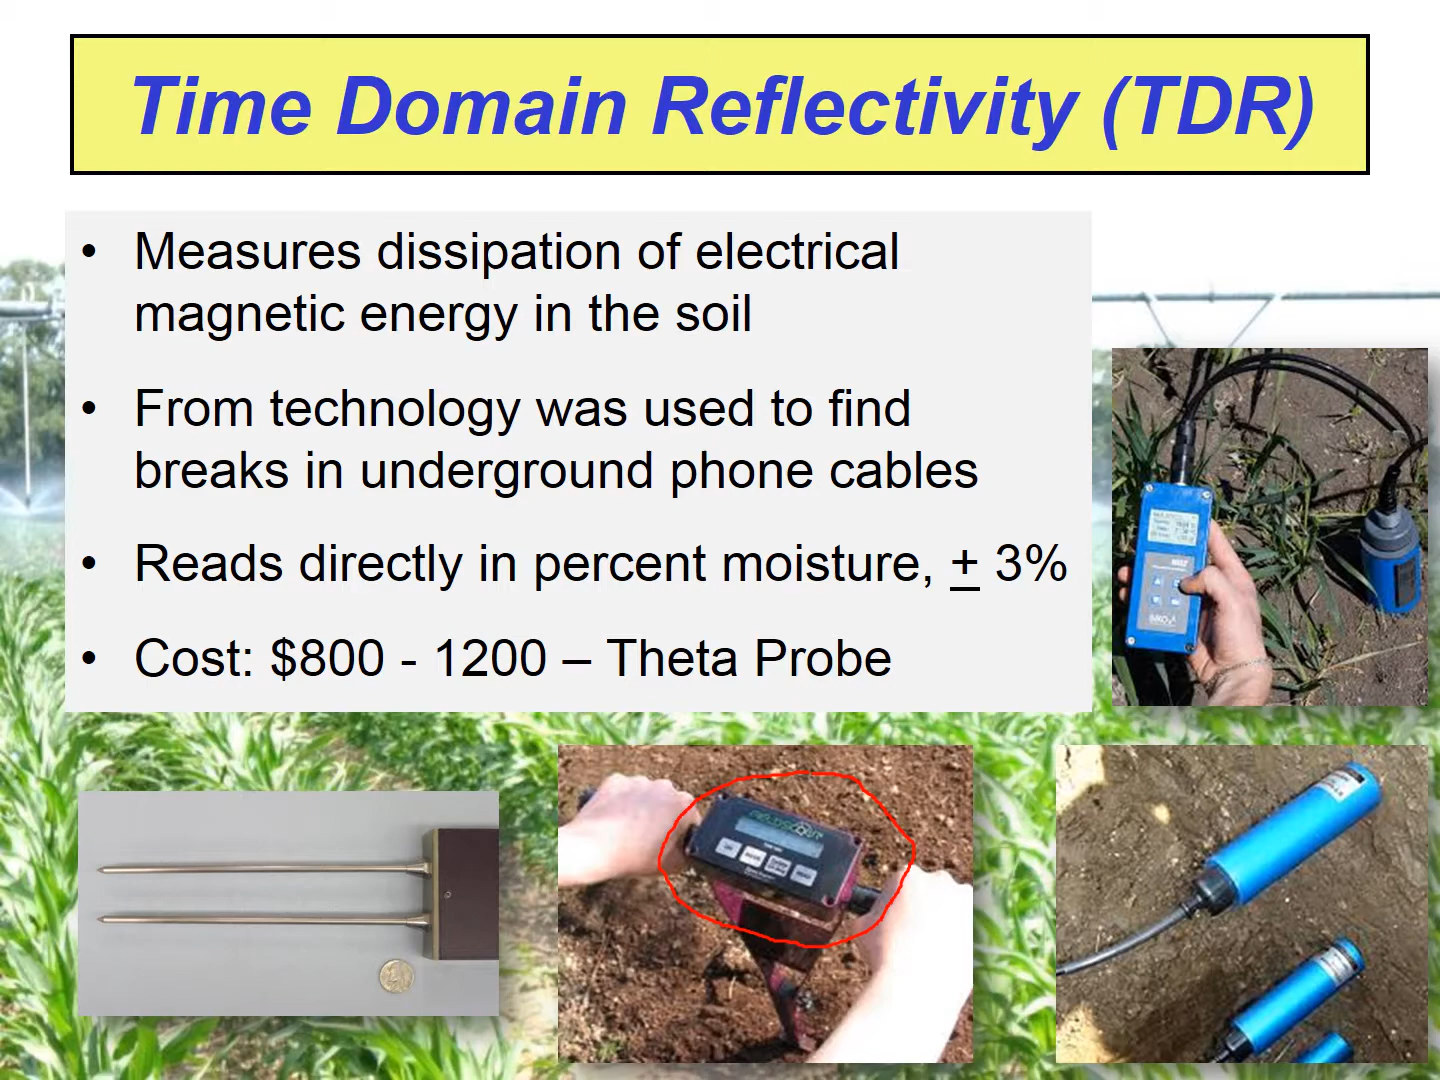 Time Domain Reflectivity (TDR)
• Measures dissipation of electrical
magnetic energy in the soil
• From technology was used to find
breaks in underground phone cables
• Reads directly in percent moisture, + 3%
• Cost: $800 - 1200 – Theta Probe
FIELDSCOUT